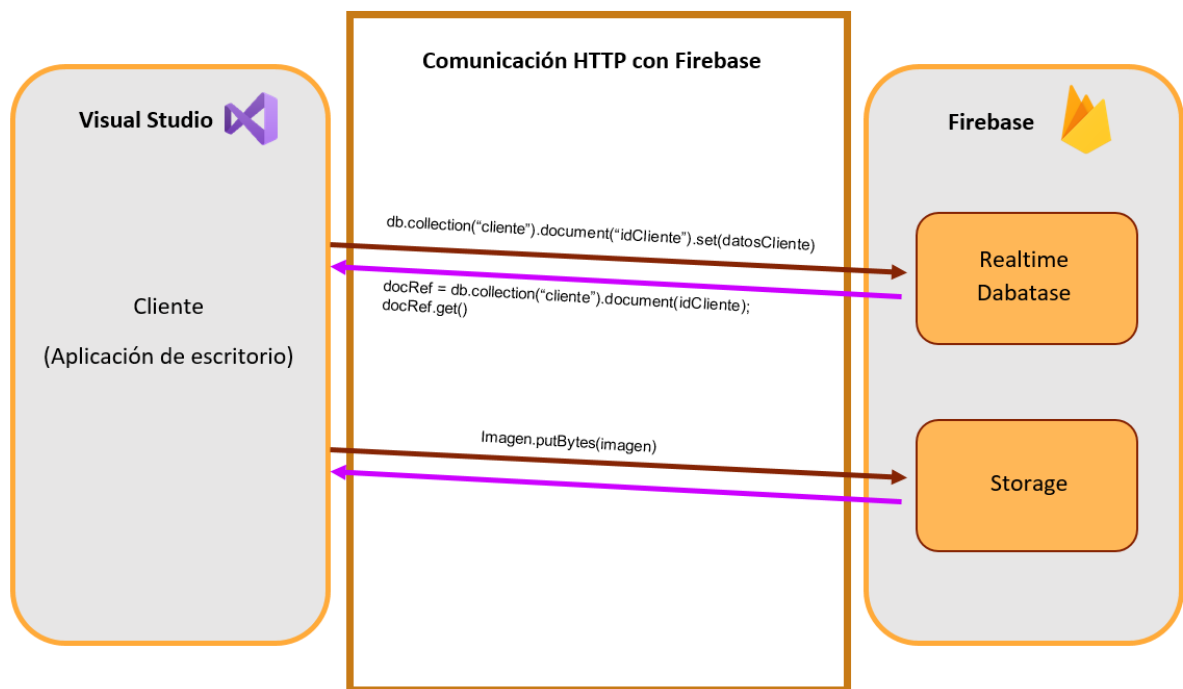 Comunicación HTTP con Firebase
Visual Studio
Firebase
db.collection(“cliente”).document(“idCliente”).set(datosCliente)
docRef = db.collection(“cliente”).document(idCliente);
docRef.get()
Realtime
Dabatase
Cliente
(Aplicación de escritorio)
Imagen.putBytes(imagen)
Storage